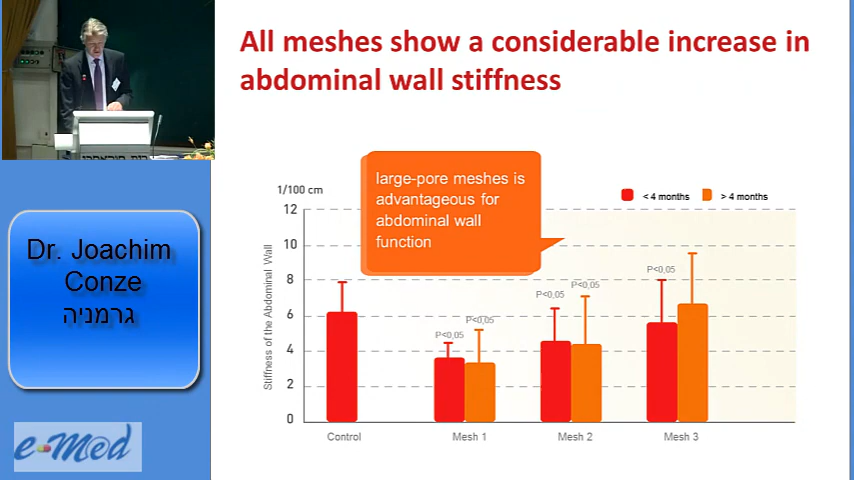 All meshes show a considerable increase in
abdominal wall stiffness
large-pore meshes is
advantageous for
abdominal wall
function
1/100 cm
< 4 months
> 4 months
12
10
8
6
4
2
0
Stiffness of the Abdominal Wall
P<0,05
P<0,05
P<0,05
P<0,05
P<0,05
Control
Mesh 1
Mesh 2
Mesh 3
Dr. Joachim
Conze
גרמניה
e-Med